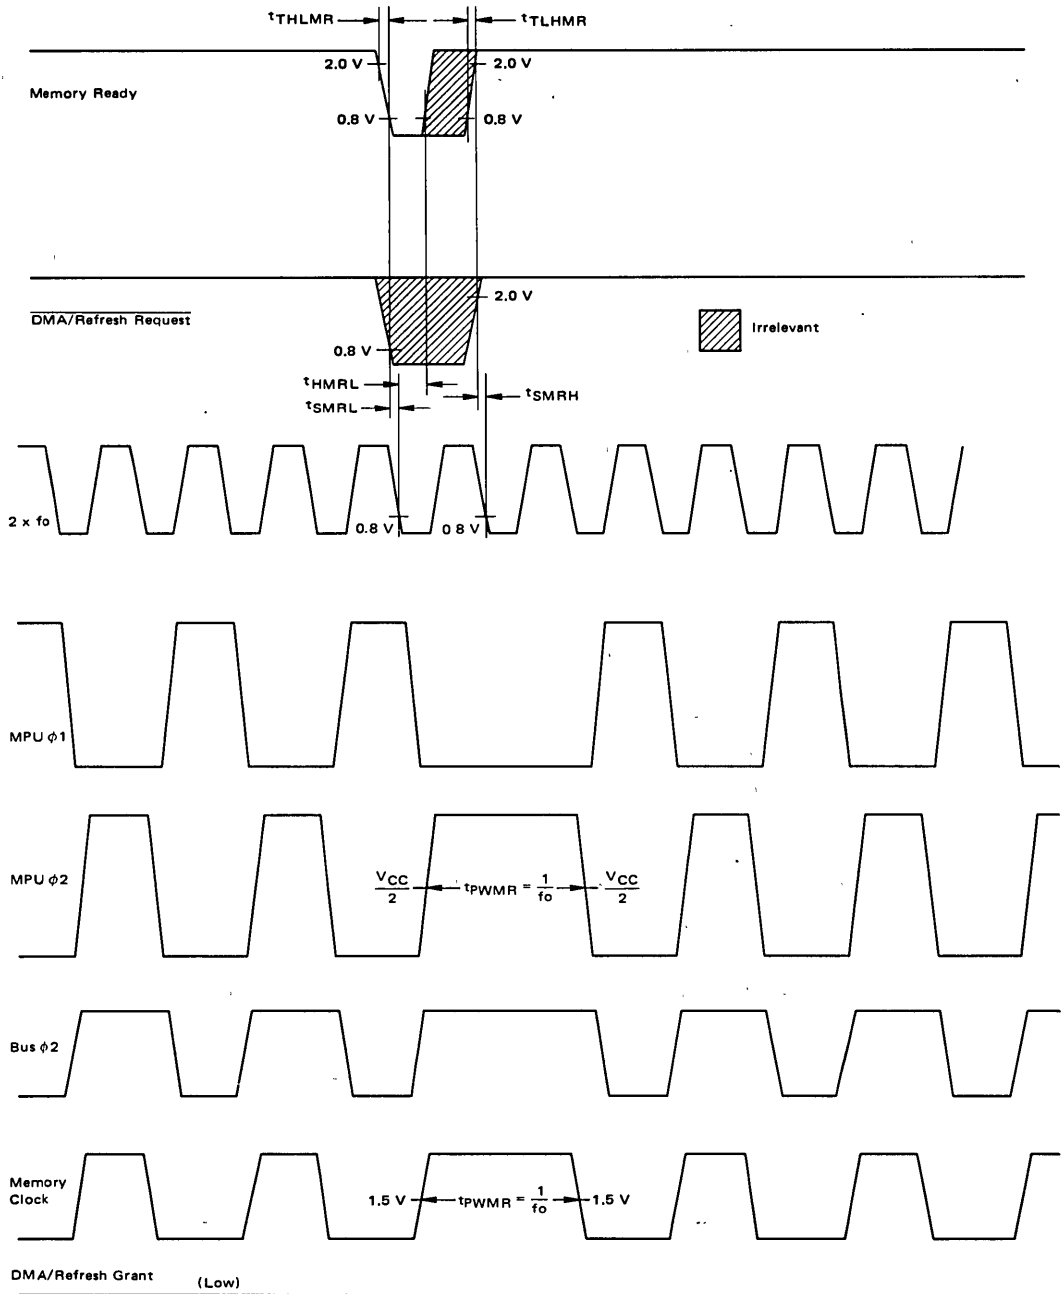 tTHLMR
tTLHMR
2.0 V
2.0 V
Memory Ready
0.8 V
0.8 V
2.0 V
DMA/Refresh Request
Irrelevant
0.8 V
tHMRL
tSMRH
tSMRL
2 x fo
0.8 V
0 8 V
MPU ϕ1
MPU ϕ2
VCC
2
tPWMR = 1
fo
VCC
2
Bus ϕ2
Memory
Clock
1.5 V
tPWMR = 1
fo
1.5 V
DMA/Refresh Grant
(Low)